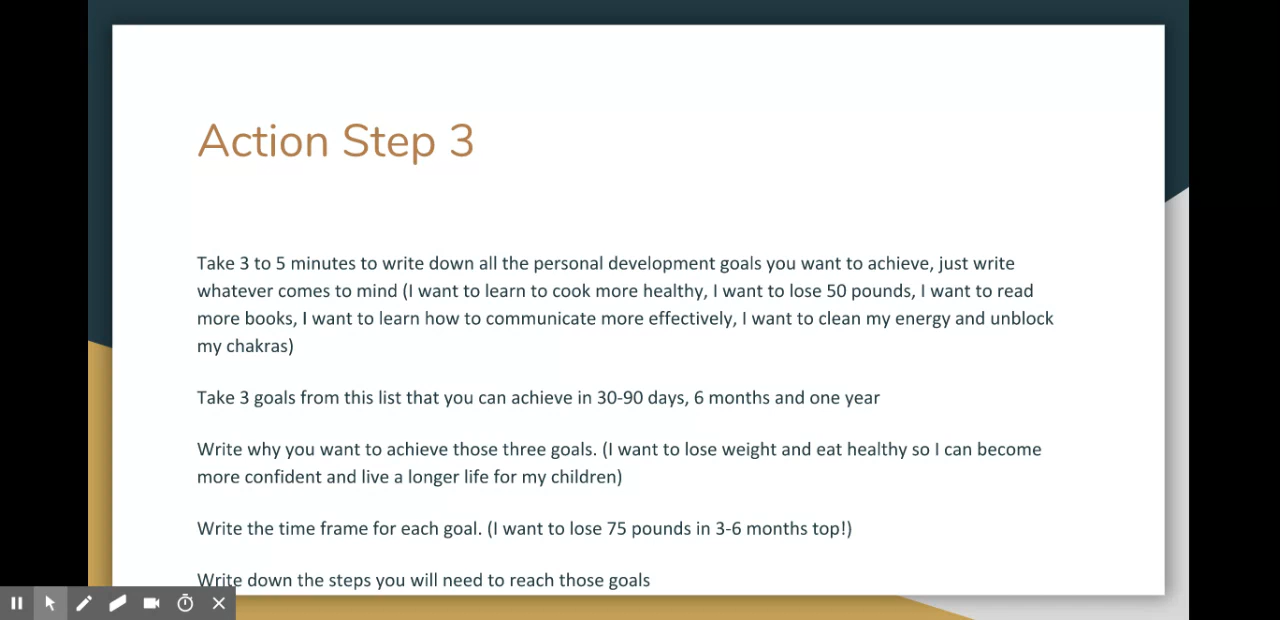 Action Step 3
Take 3 to 5 minutes to write down all the personal development goals you want to achieve, just write
whatever comes to mind (I want to learn to cook more healthy, I want to lose 50 pounds, I want to read
more books, I want to learn how to communicate more effectively, I want to clean my energy and unblock
my chakras)
Take 3 goals from this list that you can achieve in 30-90 days, 6 months and one year
Write why you want to achieve those three goals. (I want to lose weight and eat healthy so I can become
more confident and live a longer life for my children)
Write the time frame for each goal. (I want to lose 75 pounds in 3-6 months top!)
Write down the steps you will need to reach those goals